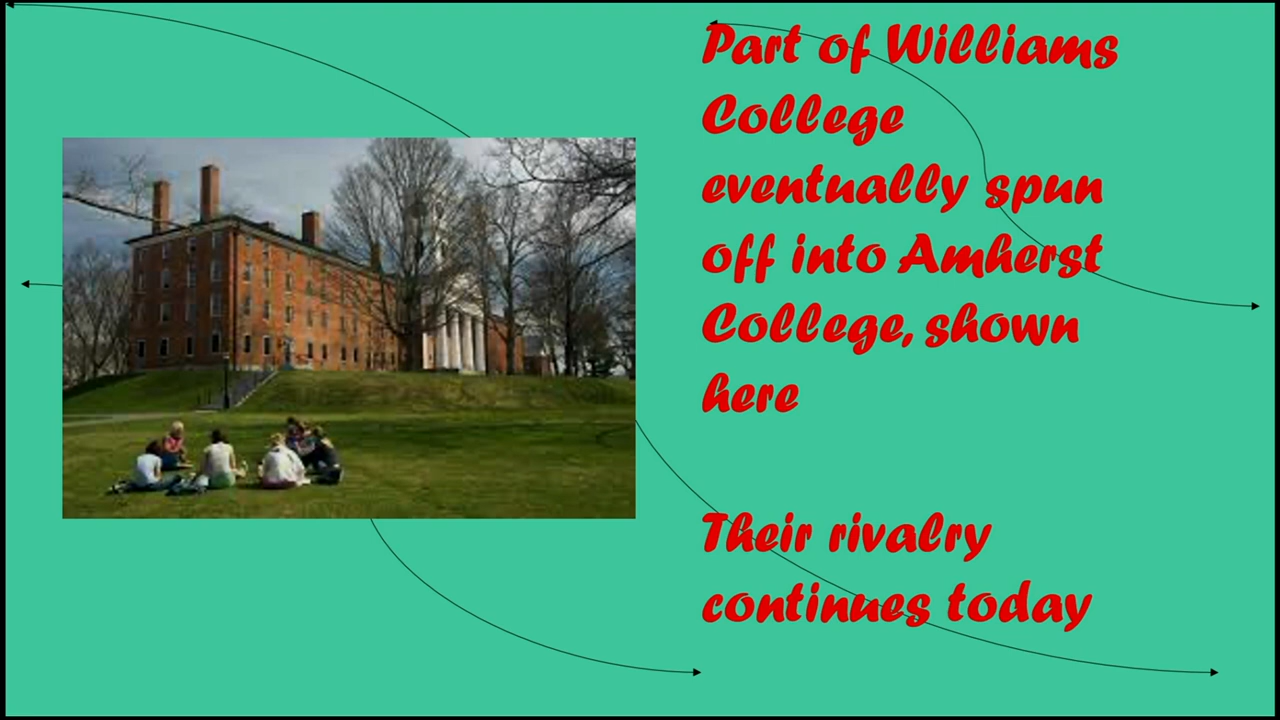 Part of Williams
College
eventually spun
off into Amherst
College, shown
here
Their rivalry
continues today